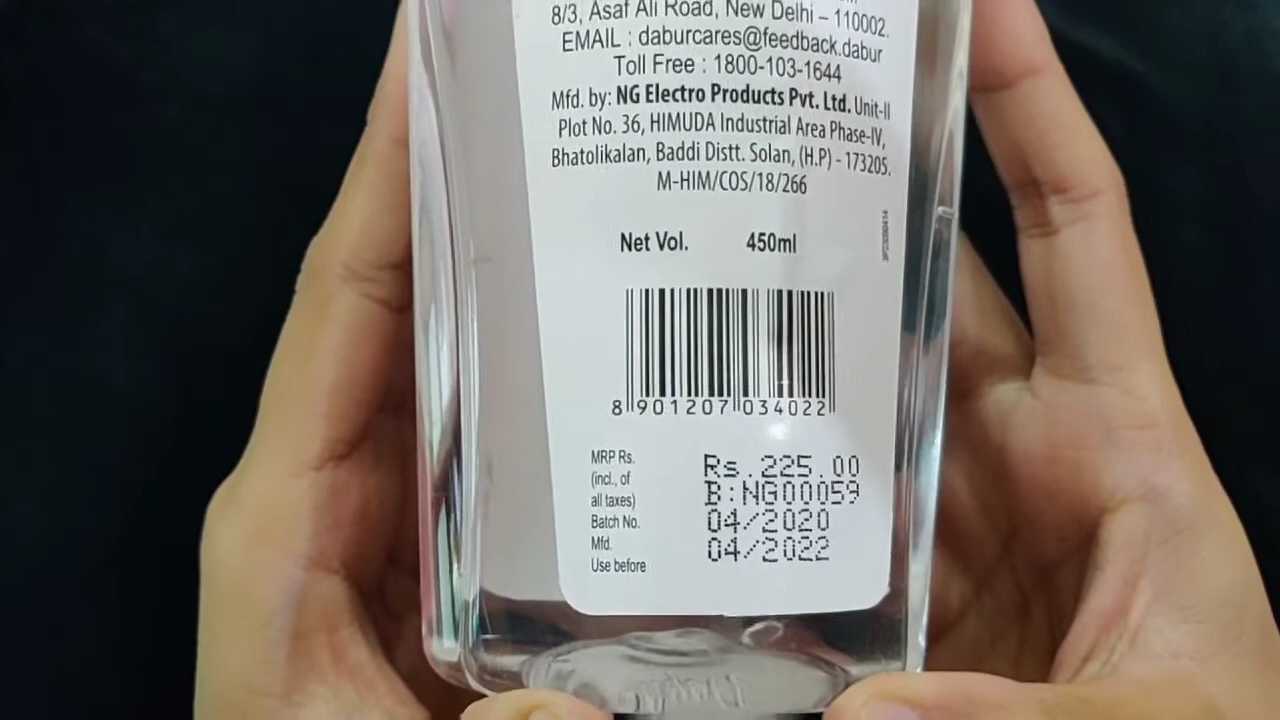 8/3, Asaf Ali Road, New Delhi – 110002.
EMAIL : daburcares@feedback.dabur
Toll Free : 1800-103-1644
Mfd. by: NG Electro Products Pvt. Ltd. Unit-II
Plot No. 36, HIMUDA Industrial Area Phase-IV,
Bhatolikalan, Baddi Distt. Solan, (H.P) - 173205.
M-HIM/COS/18/266
Net Vol. 450ml
8 901207 034022
MRP Rs. Rs.225.00
(incl., of
all taxes) B:NG00059
Batch No. 04/2020
Mfd. 04/2022
Use before